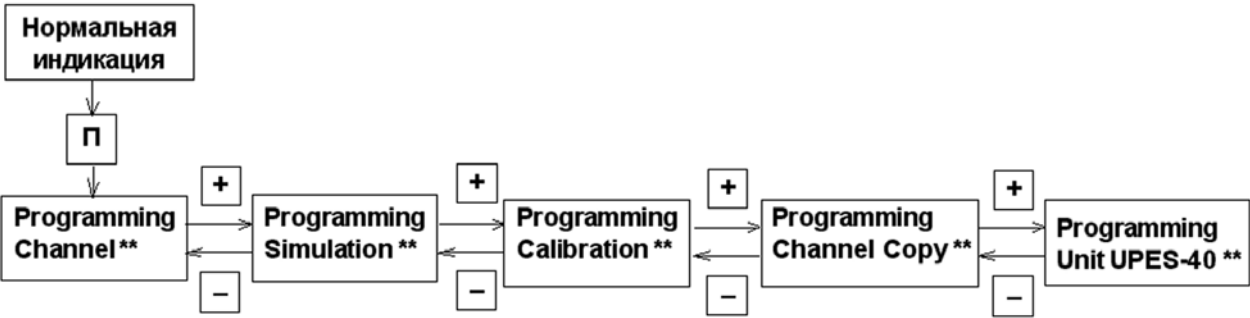 Нормальная
индикация
П
+
+
+
+
Programming
Channel **
Programming
Simulation **
Programming
Calibration **
Programming
Channel Copy **
Programming
Unit UPES-40 **
–
–
–
–